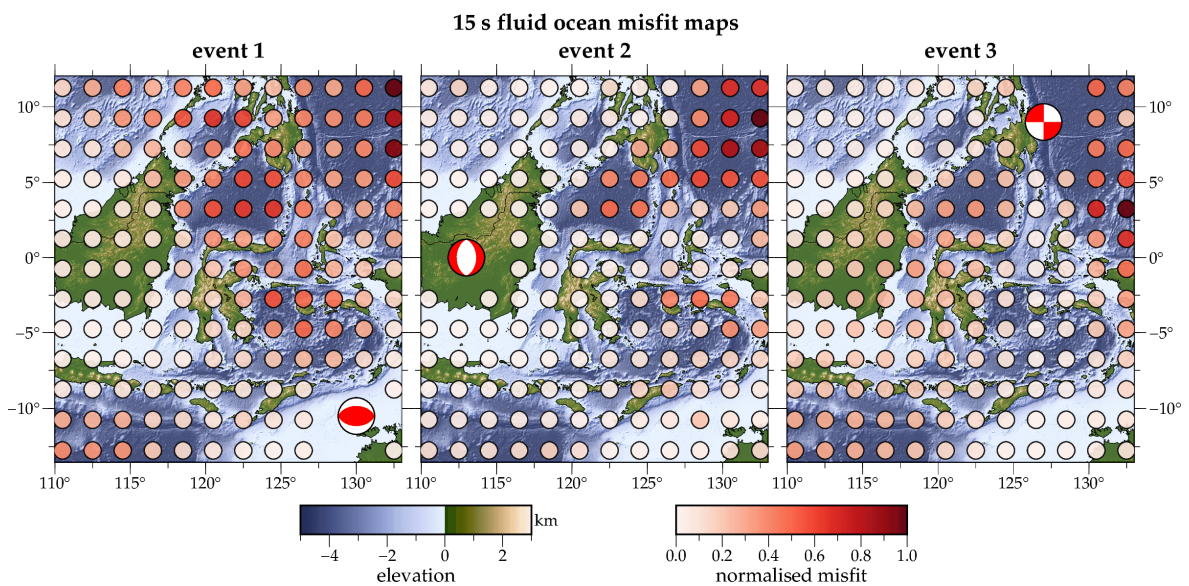 15 s fluid ocean misfit maps
event 1 event 2 event 3
10° 10°
5° 5°
0° 0°
−5° −5°
−10° −10°
110° 115° 120° 125° 130° 110° 115° 120° 125° 130° 110° 115° 120° 125° 130°
km
−4 −2 0 2 0.0 0.2 0.4 0.6 0.8 1.0
elevation normalised misfit